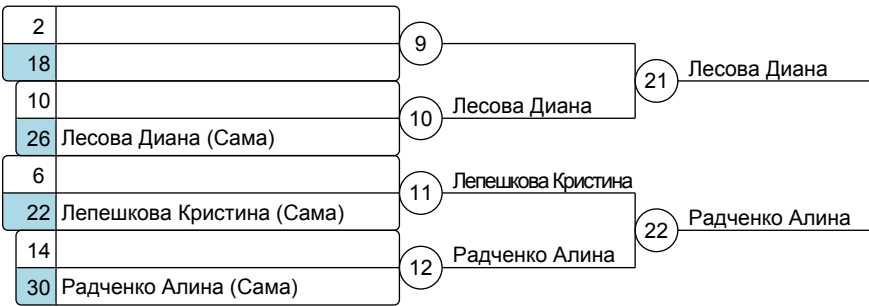 2
9
18
21 Лесова Диана
10
10 Лесова Диана
26 Лесова Диана (Сама)
6
11 Лепешкова Кристина
22 Лепешкова Кристина (Сама)
22 Радченко Алина
14
12 Радченко Алина
30 Радченко Алина (Сама)